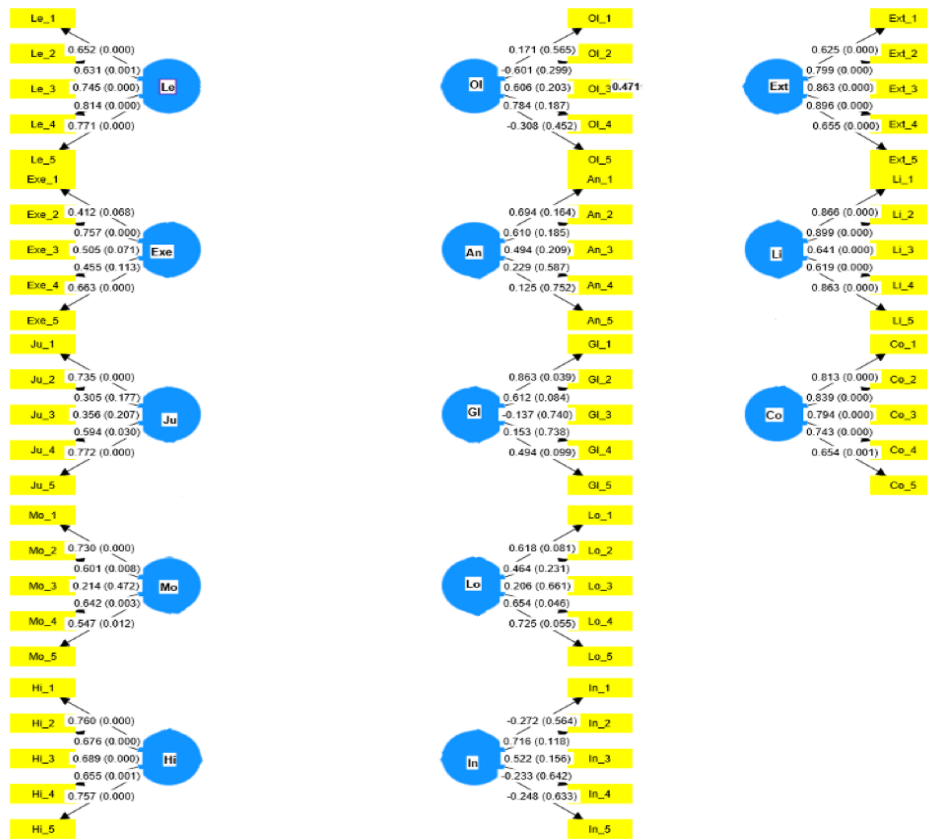 Le_1
Le_2 0.652 (0.000)
0.631 (0.001)
Le_3 0.745 (0.000) Le
0.814 (0.000)
Le_4 0.771 (0.000)
Le_5
Exe_1
Exe_2 0.412 (0.068)
0.757 (0.000)
Exe_3 0.505 (0.071) Exe
0.455 (0.113)
Exe_4 0.663 (0.000)
Exe_5
Ju_1
Ju_2 0.735 (0.000)
0.305 (0.177)
Ju_3 0.356 (0.207) Ju
0.594 (0.030)
Ju_4 0.772 (0.000)
Ju_5
Mo_1
Mo_2 0.730 (0.000)
0.601 (0.008)
Mo_3 0.214 (0.472) Mo
0.642 (0.003)
Mo_4 0.547 (0.012)
Mo_5
Hi_1
Hi_2 0.760 (0.000)
0.676 (0.000)
Hi_3 0.689 (0.000) Hi
0.655 (0.001)
Hi_4 0.757 (0.000)
Hi_5
Ol_1
0.171 (0.565) Ol_2
-0.601 (0.299)
Ol 0.606 (0.203) Ol_3 0.471
0.784 (0.187)
-0.308 (0.452) Ol_4
Ol_5
An_1
0.694 (0.164) An_2
0.610 (0.185)
An 0.494 (0.209) An_3
0.229 (0.587)
0.125 (0.752) An_4
An_5
Gl_1
0.863 (0.039) Gl_2
0.612 (0.084)
Gl -0.137 (0.740) Gl_3
0.153 (0.738)
0.494 (0.099) Gl_4
Gl_5
Lo_1
0.618 (0.081) Lo_2
0.464 (0.231)
Lo 0.206 (0.661) Lo_3
0.654 (0.046)
0.725 (0.055) Lo_4
Lo_5
In_1
-0.272 (0.564) In_2
0.716 (0.118)
In 0.522 (0.156) In_3
-0.233 (0.642)
-0.248 (0.633) In_4
In_5
Ext_1
0.625 (0.000) Ext_2
0.799 (0.000)
Ext 0.863 (0.000) Ext_3
0.896 (0.000)
0.655 (0.000) Ext_4
Ext_5
Li_1
0.866 (0.000) Li_2
0.899 (0.000)
Li 0.641 (0.000) Li_3
0.619 (0.000)
0.863 (0.000) Li_4
Li_5
Co_1
0.813 (0.000) Co_2
0.839 (0.000)
Co 0.794 (0.000) Co_3
0.743 (0.000)
0.654 (0.001) Co_4
Co_5